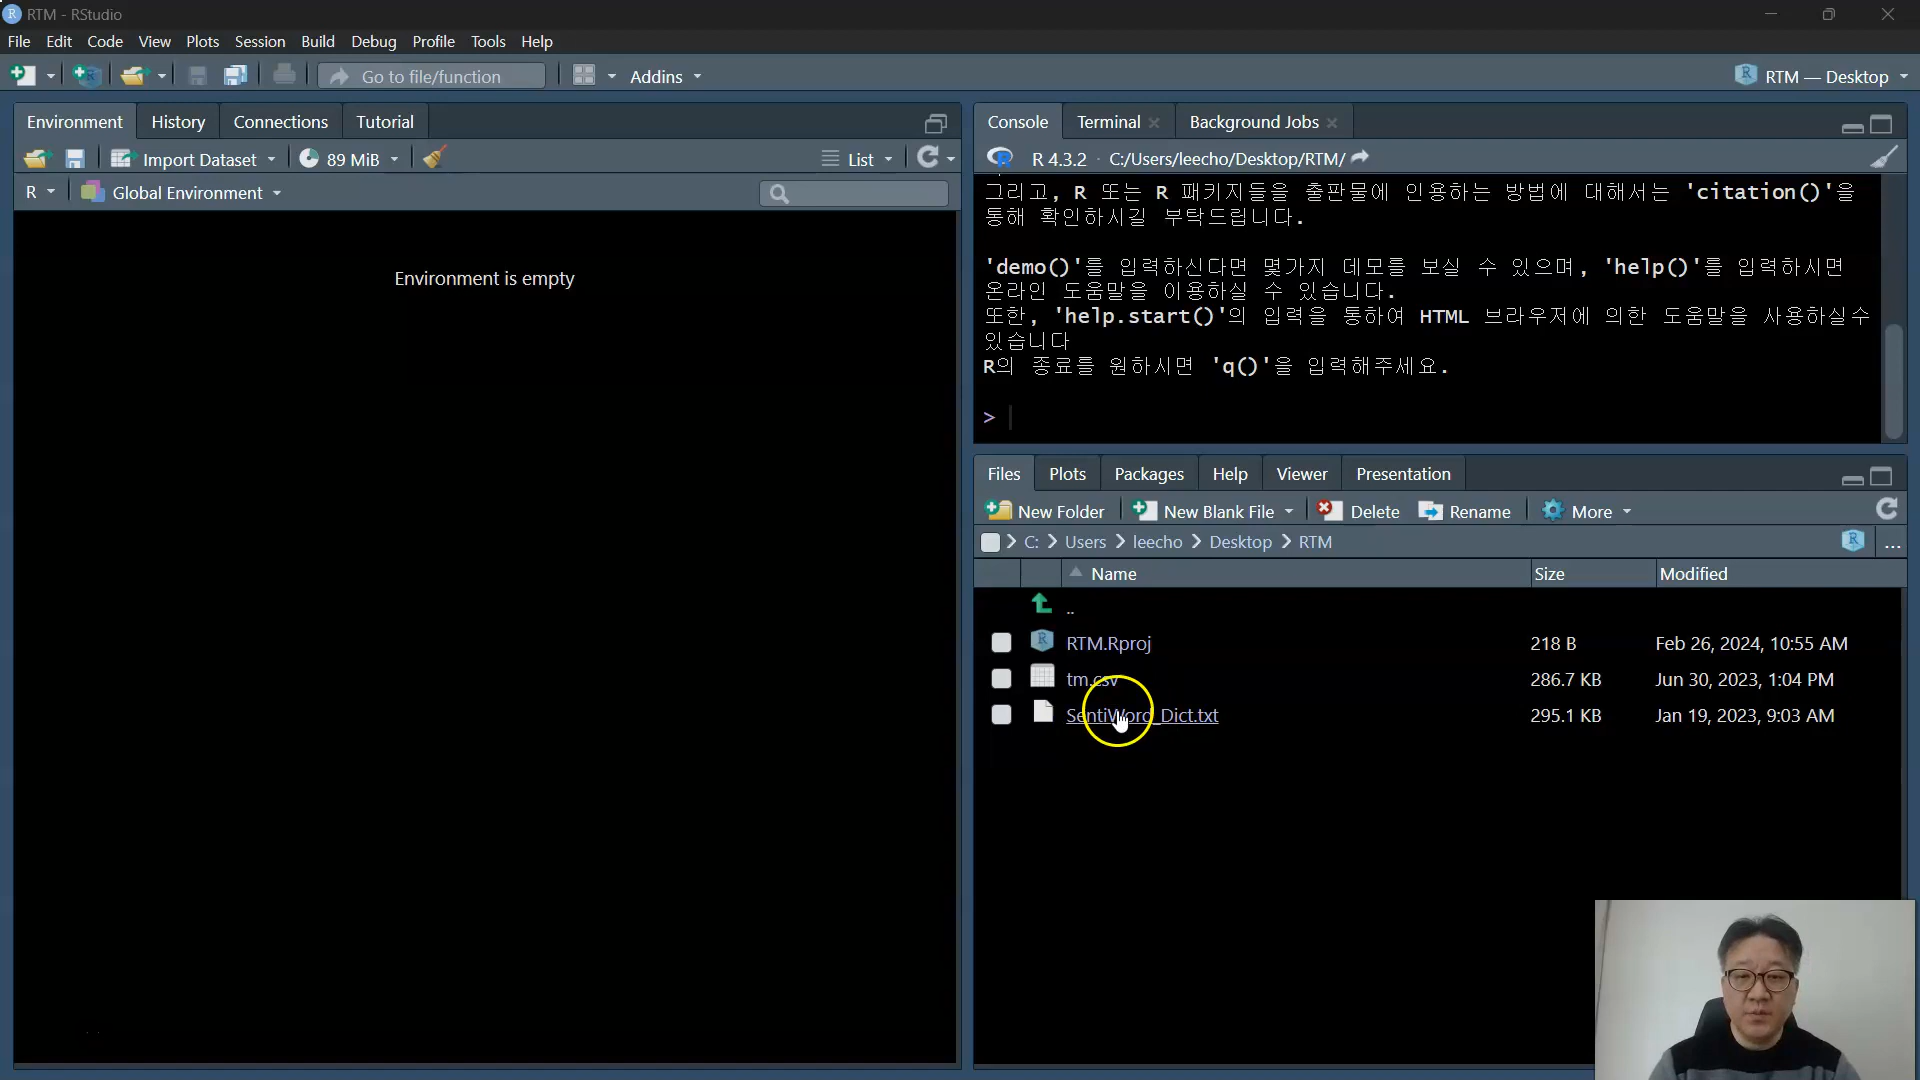 RTM - RStudio
File Edit Code View Plots Session Build Debug Profile Tools Help
Go to file/function Addins RTM — Desktop
Environment History Connections Tutorial
Import Dataset 89 MiB List
R Global Environment
Environment is empty
Console Terminal Background Jobs
R 4.3.2 · C:/Users/leecho/Desktop/RTM/
그리고, R 또는 R 패키지들을 출판물에 인용하는 방법에 대해서는 'citation()'을
통해 확인하시길 부탁드립니다.
'demo()'를 입력하신다면 몇가지 데모를 보실 수 있으며, 'help()'를 입력하시면
온라인 도움말을 이용하실 수 있습니다.
또한, 'help.start()'의 입력을 통하여 HTML 브라우저에 의한 도움말을 사용하실수
있습니다
R의 종료를 원하시면 'q()'을 입력해주세요.
>
Files Plots Packages Help Viewer Presentation
New Folder New Blank File Delete Rename More
C: Users leecho Desktop RTM ...
Name Size Modified
..
RTM.Rproj 218 B Feb 26, 2024, 10:55 AM
tm.csv 286.7 KB Jun 30, 2023, 1:04 PM
SentiWord_Dict.txt 295.1 KB Jan 19, 2023, 9:03 AM